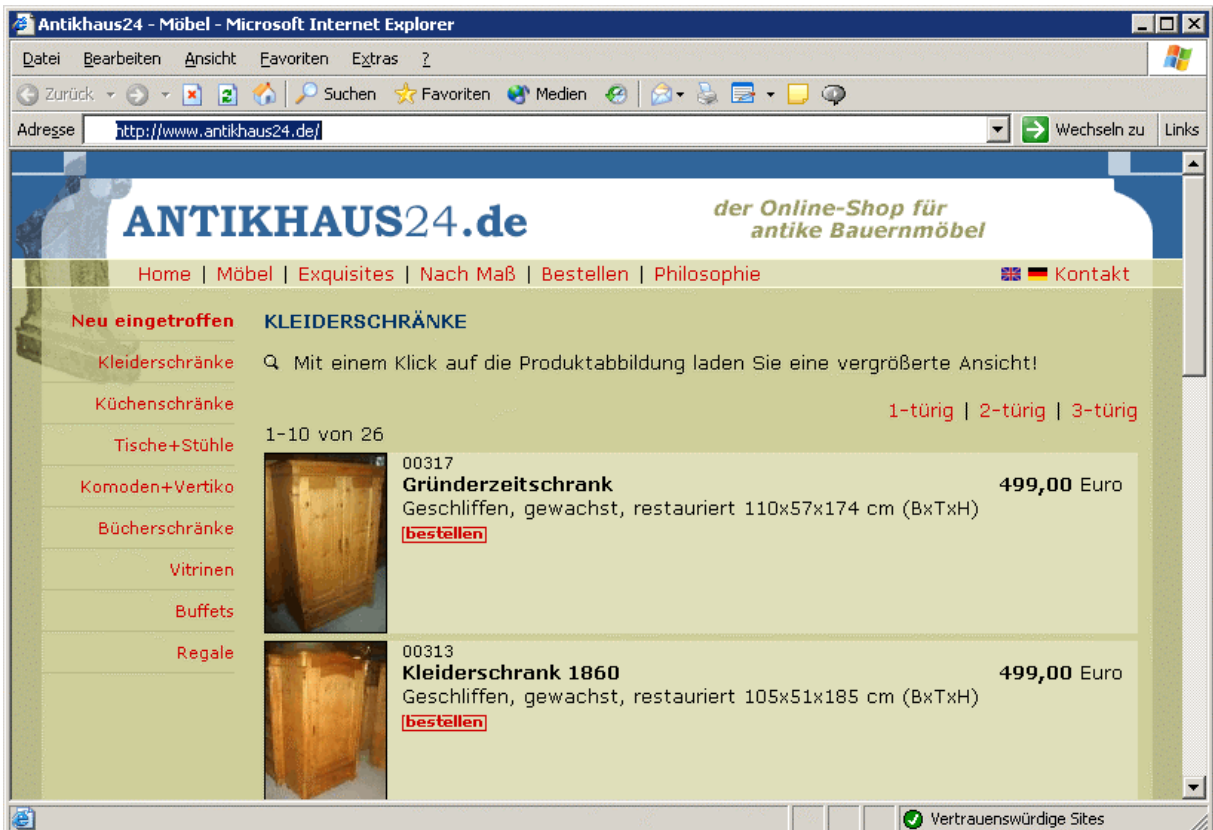 Antikhaus24 - Möbel - Microsoft Internet Explorer
Datei Bearbeiten Ansicht Favoriten Extras ?
Zurück Suchen Favoriten Medien
Adresse http://www.antikhaus24.de/ Wechseln zu Links
ANTIKHAUS24.de
der Online-Shop für
antike Bauernmöbel
Home | Möbel | Exquisites | Nach Maß | Bestellen | Philosophie Kontakt
Neu eingetroffen
Kleiderschränke
Küchenschränke
Tische+Stühle
Komoden+Vertiko
Bücherschränke
Vitrinen
Buffets
Regale
KLEIDERSCHRÄNKE
Mit einem Klick auf die Produktabbildung laden Sie eine vergrößerte Ansicht!
1-türig | 2-türig | 3-türig
1-10 von 26
00317
Gründerzeitschrank 499,00 Euro
Geschliffen, gewachst, restauriert 110x57x174 cm (BxTxH)
bestellen
00313
Kleiderschrank 1860 499,00 Euro
Geschliffen, gewachst, restauriert 105x51x185 cm (BxTxH)
bestellen
Vertrauenswürdige Sites